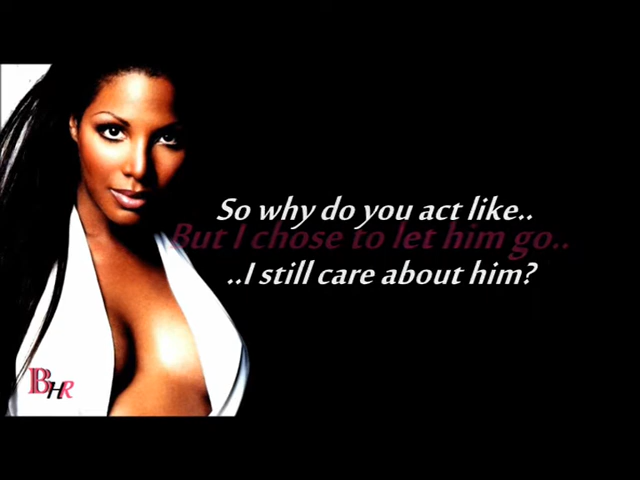 So why do you act like..
But I chose to let him go..
..I still care about him?
BHR